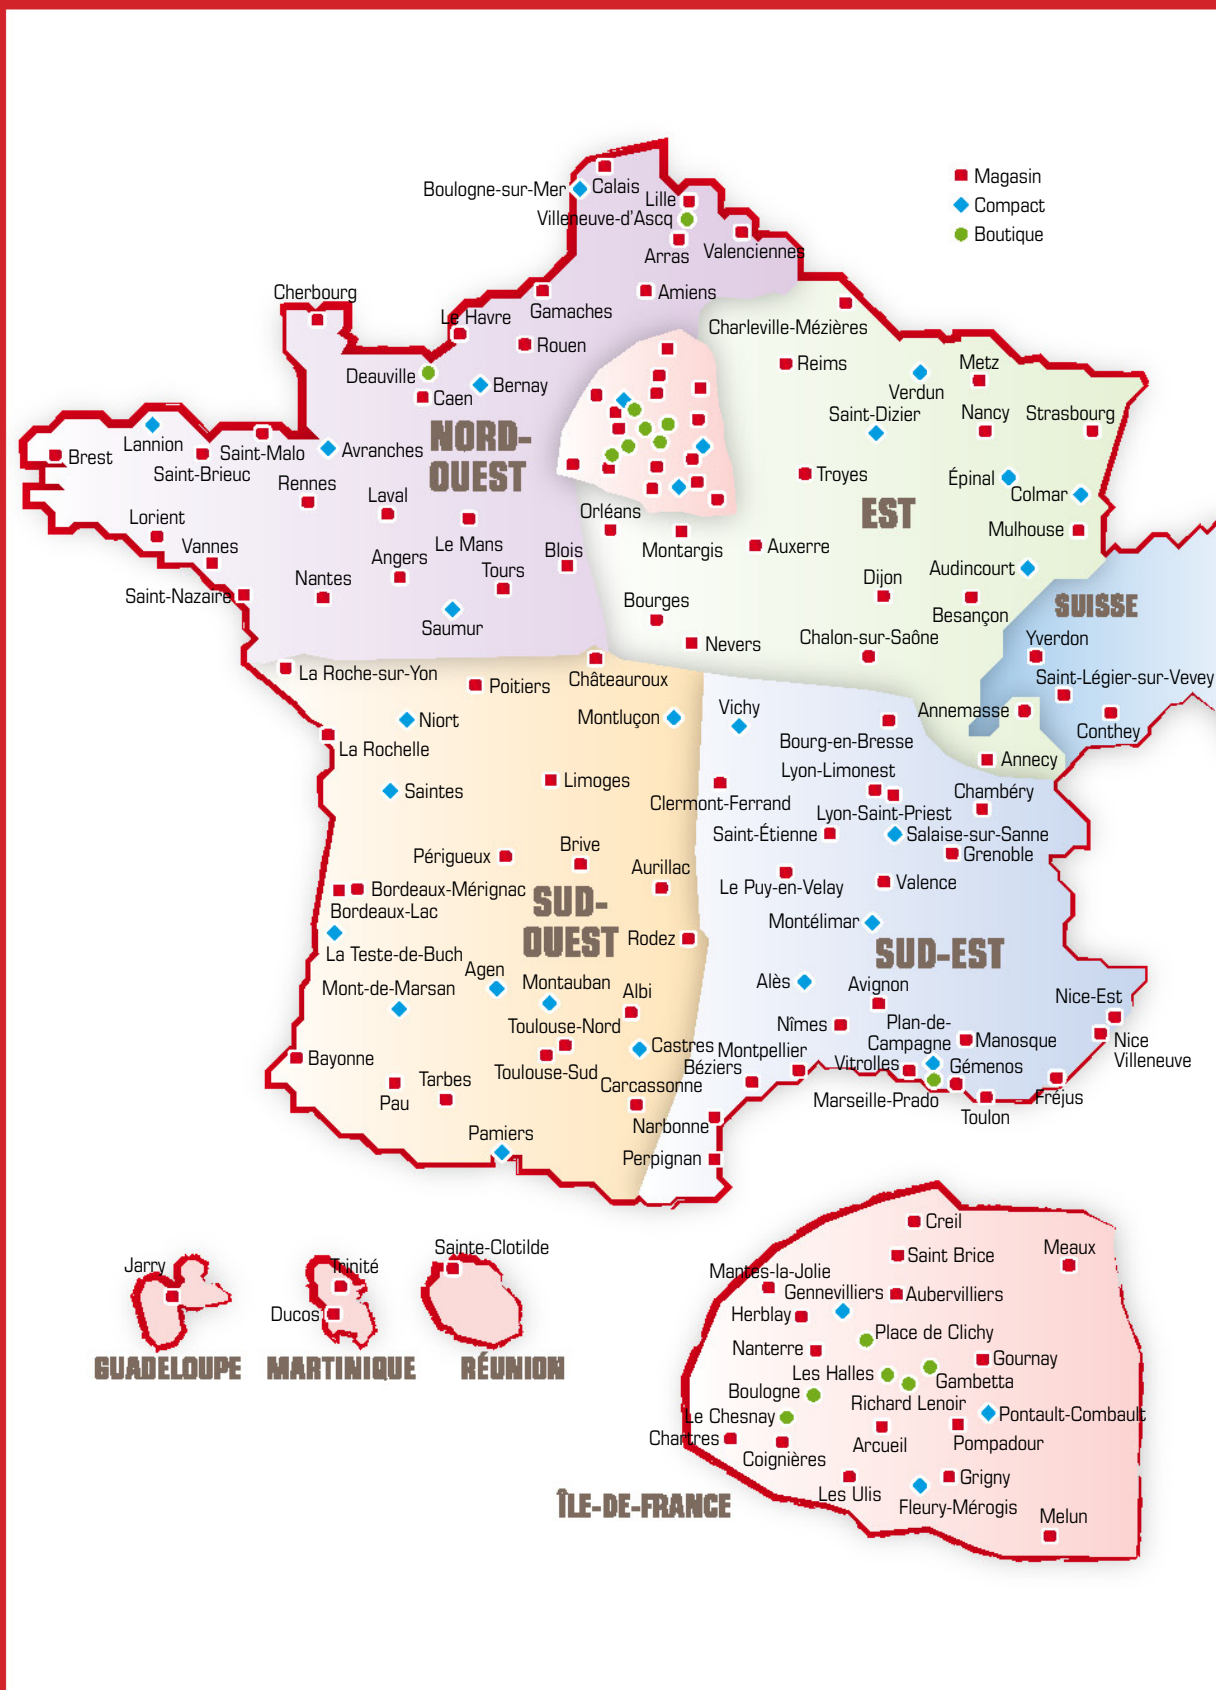 Magasin
Compact
Boutique
Boulogne-sur-Mer
Calais
Lille
Villeneuve-d'Ascq
Arras
Valenciennes
Cherbourg
Gamaches
Amiens
Le Havre
Rouen
Charleville-Mézières
Reims
Metz
Deauville
Bernay
Caen
Verdun
Saint-Dizier
Nancy
Strasbourg
Lannion
Saint-Malo
Avranches
NORD-
OUEST
Brest
Saint-Brieuc
Rennes
Laval
Troyes
Épinal
Colmar
EST
Orléans
Lorient
Le Mans
Montargis
Mulhouse
Vannes
Angers
Blois
Auxerre
Tours
Audincourt
Nantes
Dijon
Saint-Nazaire
Bourges
Besançon
SUISSE
Saumur
Nevers
Chalon-sur-Saône
Yverdon
La Roche-sur-Yon
Châteauroux
Saint-Légier-sur-Vevey
Poitiers
Niort
Montluçon
Vichy
Annemasse
Conthey
La Rochelle
Bourg-en-Bresse
Annecy
Lyon-Limonest
Limoges
Saintes
Clermont-Ferrand
Chambéry
Lyon-Saint-Priest
Saint-Étienne
Salaise-sur-Sanne
Périgueux
Brive
Grenoble
Aurillac
Le Puy-en-Velay
Valence
Bordeaux-Mérignac
Bordeaux-Lac
SUD-
OUEST
Montélimar
Rodez
La Teste-de-Buch
SUD-EST
Agen
Mont-de-Marsan
Montauban
Alès
Albi
Avignon
Nice-Est
Toulouse-Nord
Nîmes
Plan-de-
Campagne
Manosque
Nice
Villeneuve
Bayonne
Castres
Montpellier
Toulouse-Sud
Béziers
Vitrolles
Gémenos
Tarbes
Carcassonne
Pau
Marseille-Prado
Fréjus
Toulon
Narbonne
Pamiers
Perpignan
Creil
Jarry
Trinité
Sainte-Clotilde
Saint Brice
Meaux
Mantes-la-Jolie
Gennevilliers
Aubervilliers
Ducos
Herblay
Place de Clichy
Nanterre
GUADELOUPE
MARTINIQUE
RÉUNION
Gournay
Les Halles
Gambetta
Boulogne
Richard Lenoir
Le Chesnay
Pontault-Combault
Chartres
Coignières
Arcueil
Pompadour
Grigny
Les Ulis
ÎLE-DE-FRANCE
Fleury-Mérogis
Melun